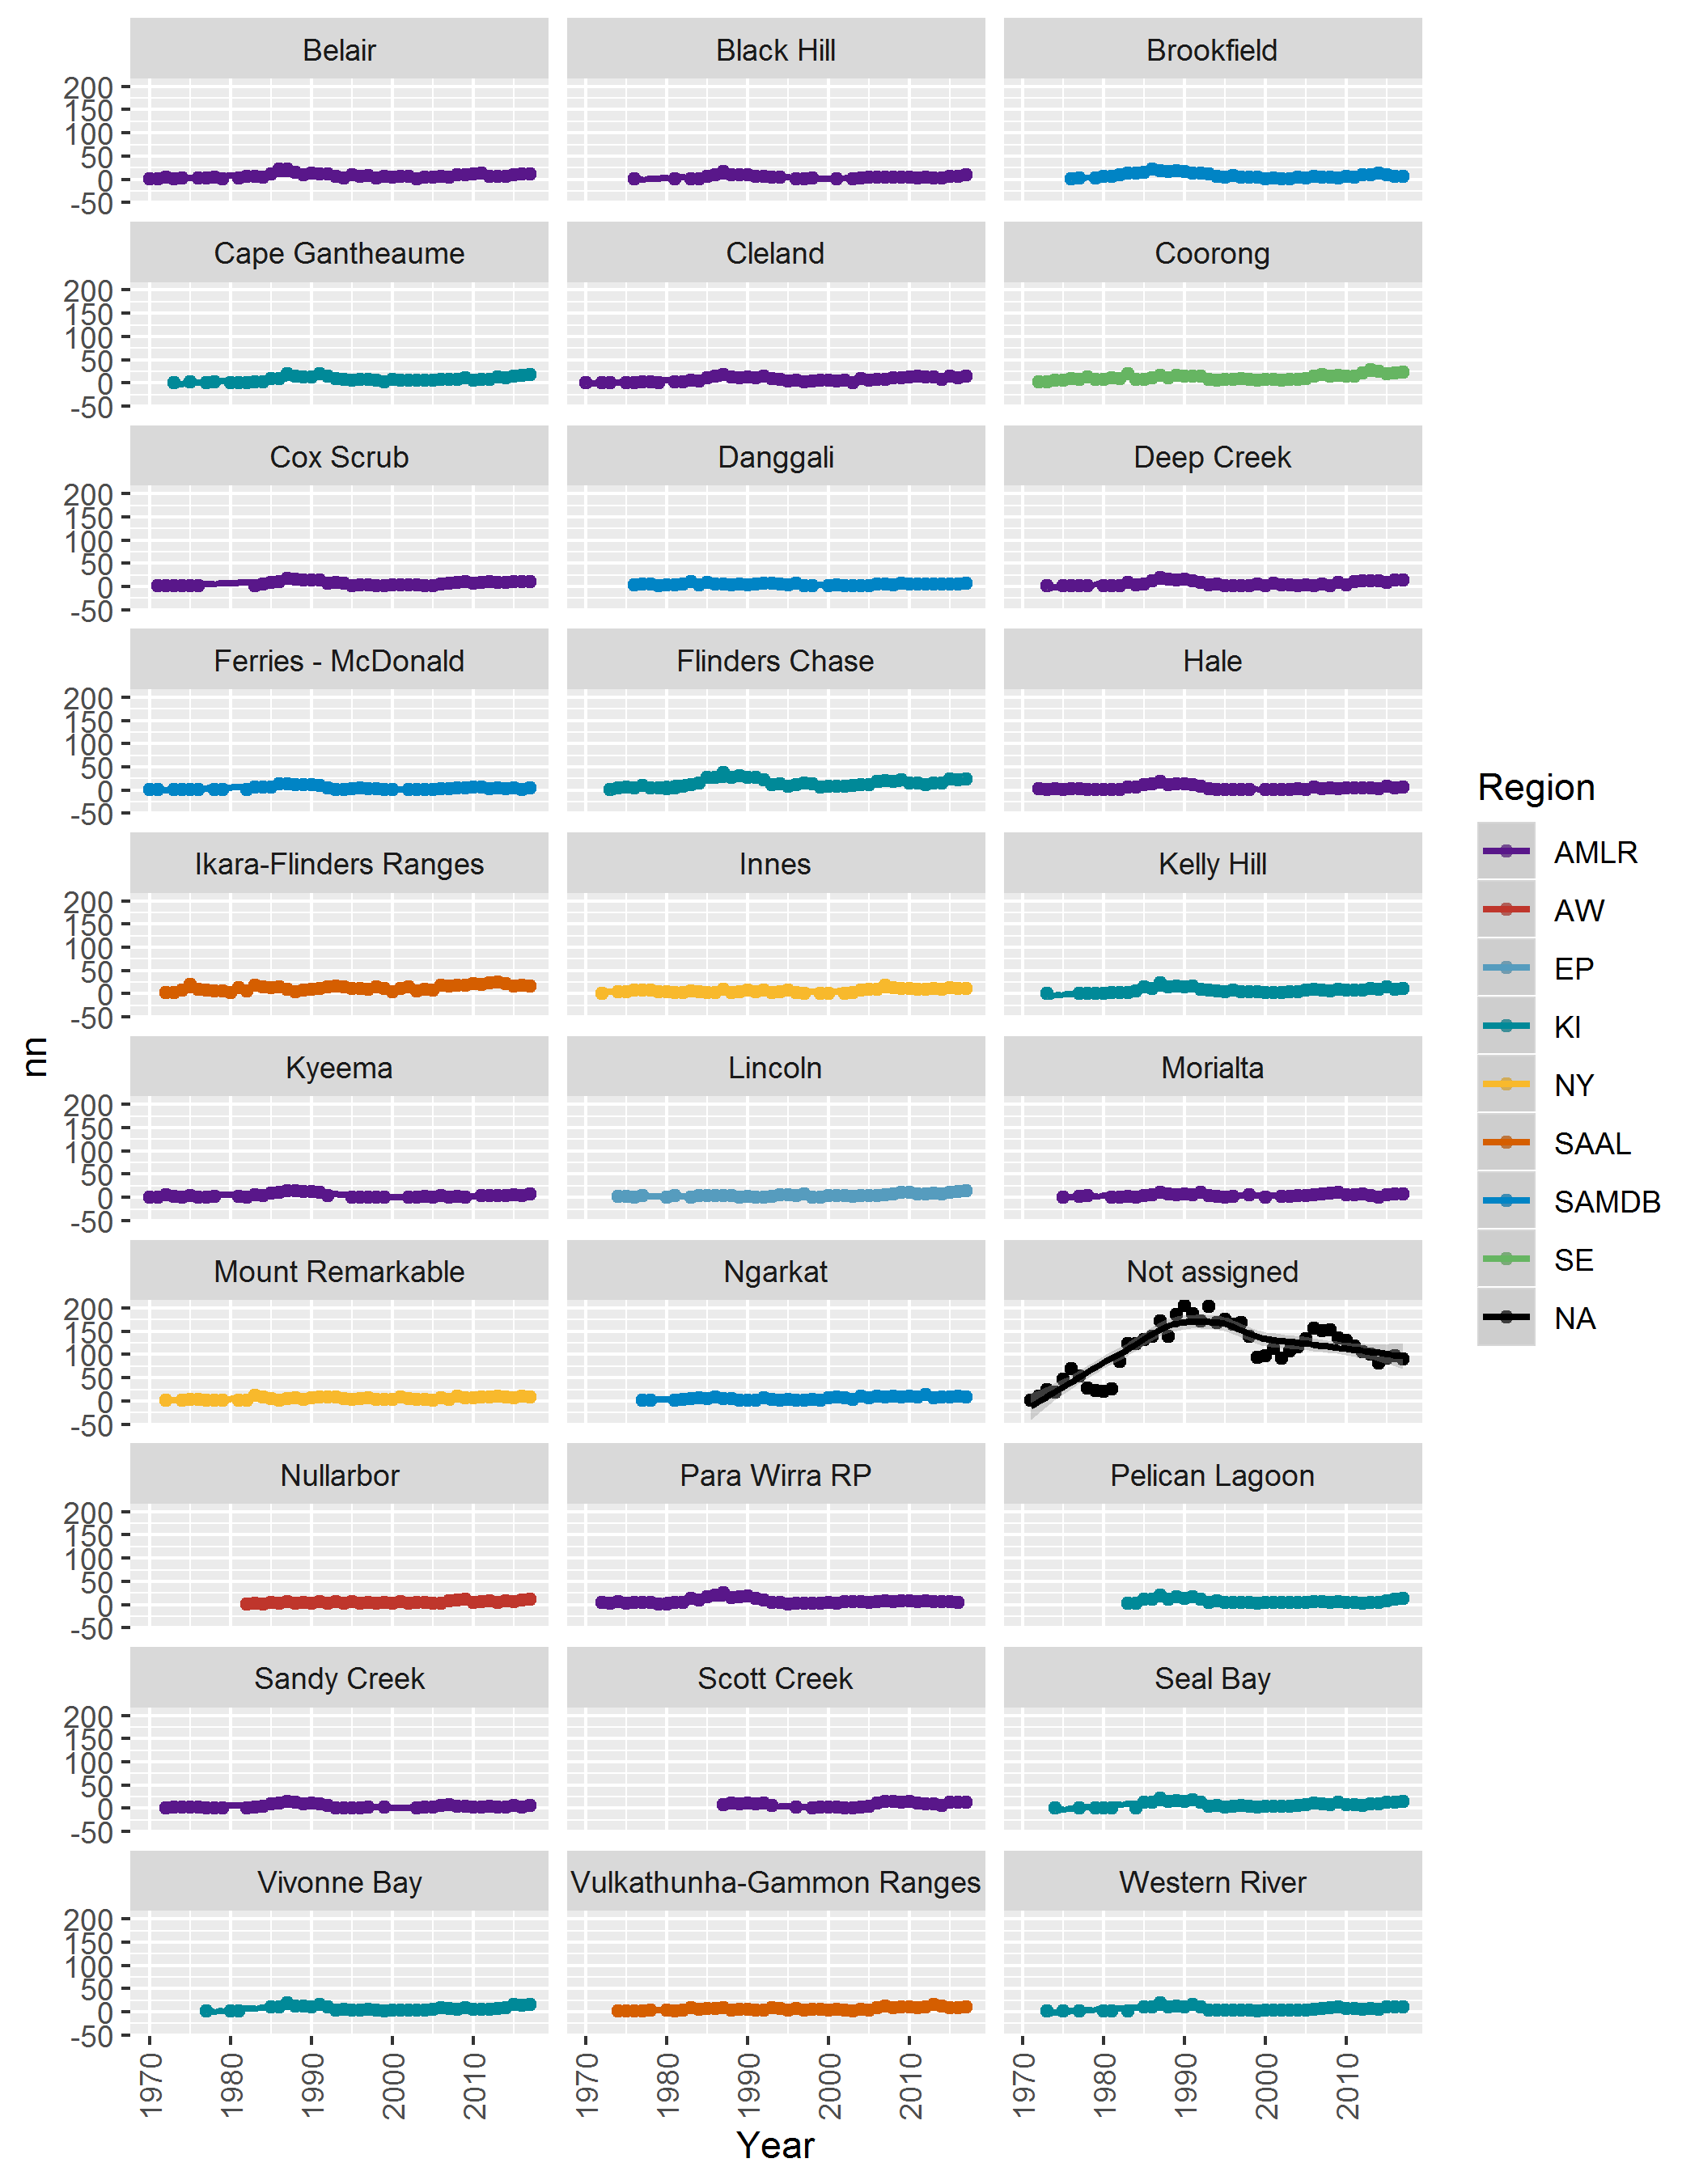 Belair Black Hill Brookfield
200
150
100
50
0
-50
Cape Gantheaume Cleland Coorong
200
150
100
50
0
-50
Cox Scrub Danggali Deep Creek
200
150
100
50
0
-50
Ferries - McDonald Flinders Chase Hale
200
150
100
50
0
-50
Ikara-Flinders Ranges Innes Kelly Hill
200
150
100
50
0
-50
nn
Kyeema Lincoln Morialta
200
150
100
50
0
-50
Mount Remarkable Ngarkat Not assigned
200
150
100
50
0
-50
Nullarbor Para Wirra RP Pelican Lagoon
200
150
100
50
0
-50
Sandy Creek Scott Creek Seal Bay
200
150
100
50
0
-50
Vivonne Bay Vulkathunha-Gammon Ranges Western River
200
150
100
50
0
-50
1970 1980 1990 2000 2010 1970 1980 1990 2000 2010 1970 1980 1990 2000 2010
Year
Region
AMLR
AW
EP
KI
NY
SAAL
SAMDB
SE
NA